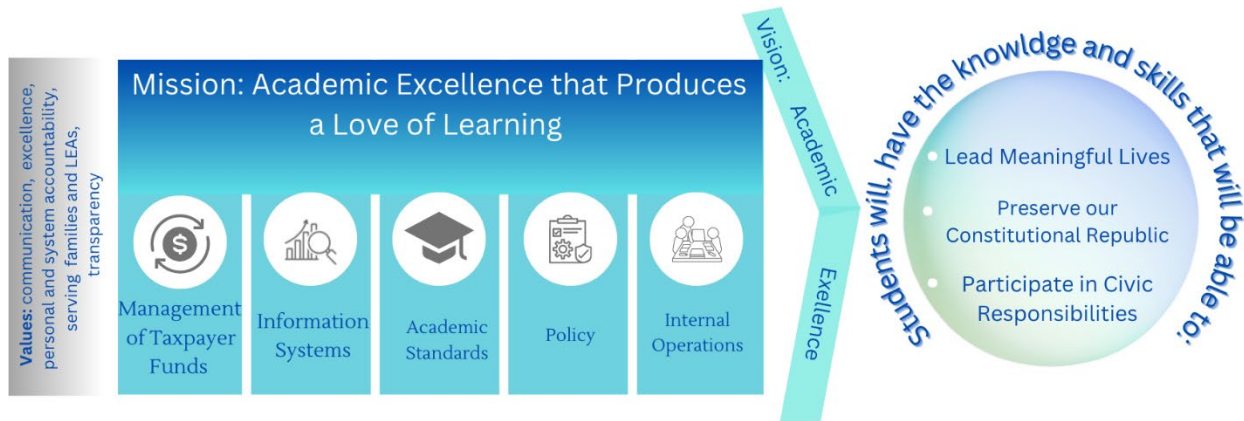 Values: communication, excellence,
personal and system accountability,
serving families and LEAs,
transparency
Mission: Academic Excellence that Produces
a Love of Learning
Management
of Taxpayer
Funds
Information
Systems
Academic
Standards
Policy
Internal
Operations
Vision: Academic
Exellence
Students will. have the knowldge and skills that will be able to:
Lead Meaningful Lives
Preserve our
Constitutional Republic
Participate in Civic
Responsibilities